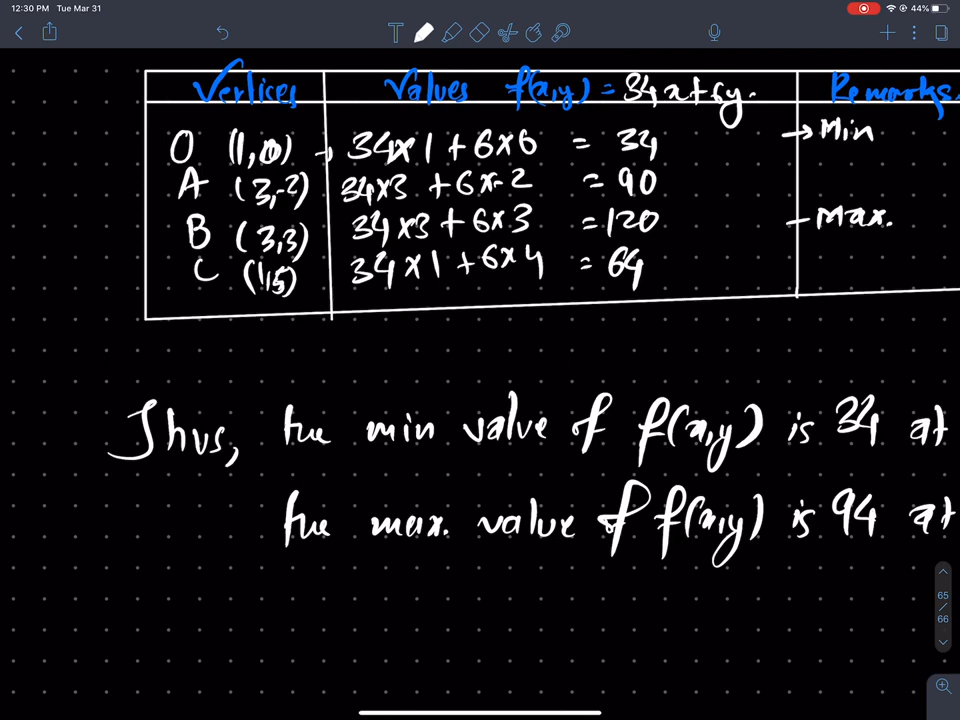 12:30 PM Tue Mar 31 44%
Vertices Values f(x,y) = 34x+6y. Remarks
O (1,0) → 34×1 + 6×0 = 34 → Min
A (3,-2) 34×3 + 6×-2 = 90
B (3,3) 34×3 + 6×3 = 120 – Max.
C (1,5) 34×1 + 6×4 = 64
Thus, the min value of f(x,y) is 34 at
the max. value of f(x,y) is 94 at
65
/
66